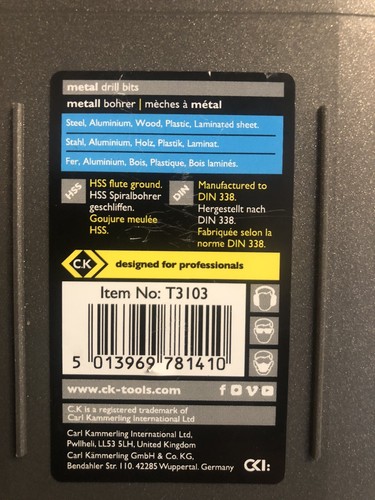 metal drill bits
metall bohrer | mèches à métal
Steel, Aluminium, Wood, Plastic, Laminated sheet.
Stahl, Aluminium, Holz, Plastik, Laminat.
Fer, Aluminium, Bois, Plastique, Bois laminés.
HSS
HSS flute ground.
HSS Spiralbohrer
geschliffen.
Goujure meulée
HSS.
DIN
Manufactured to
DIN 338.
Hergestellt nach
DIN 338.
Fabriquée selon la
norme DIN 338.
C.K
designed for professionals
Item No: T3103
5 013969 781410
www.ck-tools.com
C.K is a registered trademark of
Carl Kammerling International Ltd
Carl Kammerling International Ltd,
Pwllheli, LL53 5LH, United Kingdom
Carl Kämmerling GmbH & Co. KG,
Bendahler Str. 110. 42285 Wuppertal. Germany
CKI: